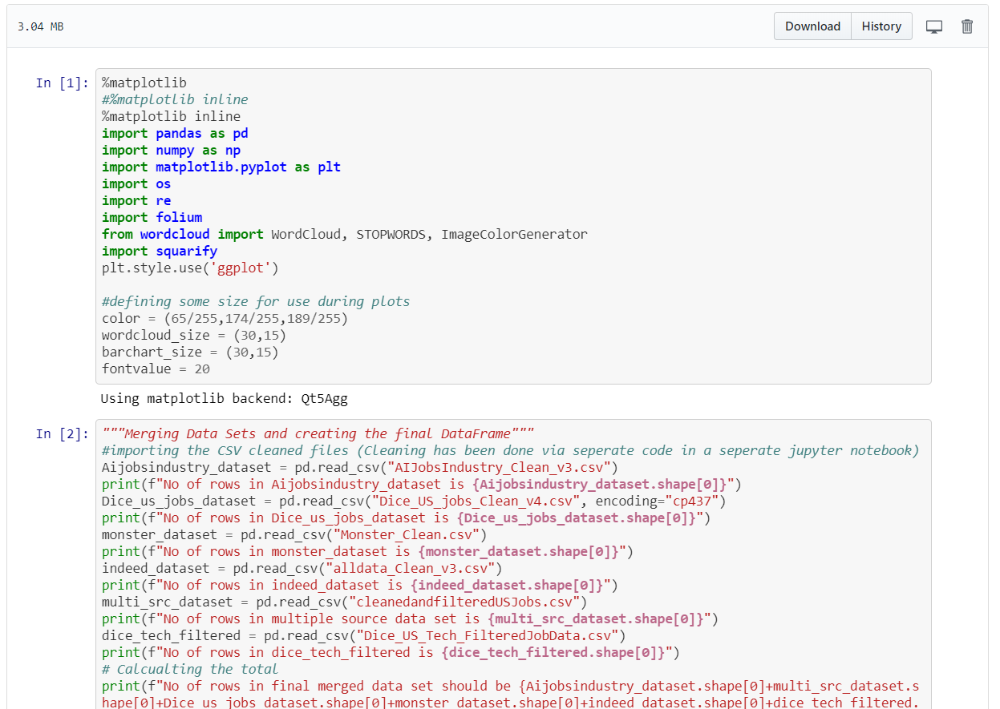 3.04 MB
Download
History
In [1]:
%matplotlib
#%matplotlib inline
%matplotlib inline
import pandas as pd
import numpy as np
import matplotlib.pyplot as plt
import os
import re
import folium
from wordcloud import WordCloud, STOPWORDS, ImageColorGenerator
import squarify
plt.style.use('ggplot')
#defining some size for use during plots
color = (65/255,174/255,189/255)
wordcloud_size = (30,15)
barchart_size = (30,15)
fontvalue = 20
Using matplotlib backend: Qt5Agg
In [2]:
"""Merging Data Sets and creating the final DataFrame"""
#importing the CSV cleaned files (Cleaning has been done via seperate code in a seperate jupyter notebook)
Aijobsindustry_dataset = pd.read_csv("AIJobsIndustry_Clean_v3.csv")
print(f"No of rows in Aijobsindustry_dataset is {Aijobsindustry_dataset.shape[0]}")
Dice_us_jobs_dataset = pd.read_csv("Dice_US_jobs_Clean_v4.csv", encoding="cp437")
print(f"No of rows in Dice_us_jobs_dataset is {Dice_us_jobs_dataset.shape[0]}")
monster_dataset = pd.read_csv("Monster_Clean.csv")
print(f"No of rows in monster_dataset is {monster_dataset.shape[0]}")
indeed_dataset = pd.read_csv("alldata_Clean_v3.csv")
print(f"No of rows in indeed_dataset is {indeed_dataset.shape[0]}")
multi_src_dataset = pd.read_csv("cleanedandfilteredUSJobs.csv")
print(f"No of rows in multiple source data set is {multi_src_dataset.shape[0]}")
dice_tech_filtered = pd.read_csv("Dice_US_Tech_FilteredJobData.csv")
print(f"No of rows in dice_tech_filtered is {dice_tech_filtered.shape[0]}")
# Calcualting the total
print(f"No of rows in final merged data set should be {Aijobsindustry_dataset.shape[0]+multi_src_dataset.s
hape[0]+Dice_us_jobs_dataset.shape[0]+monster_dataset.shape[0]+indeed_dataset.shape[0]+dice_tech_filtered.